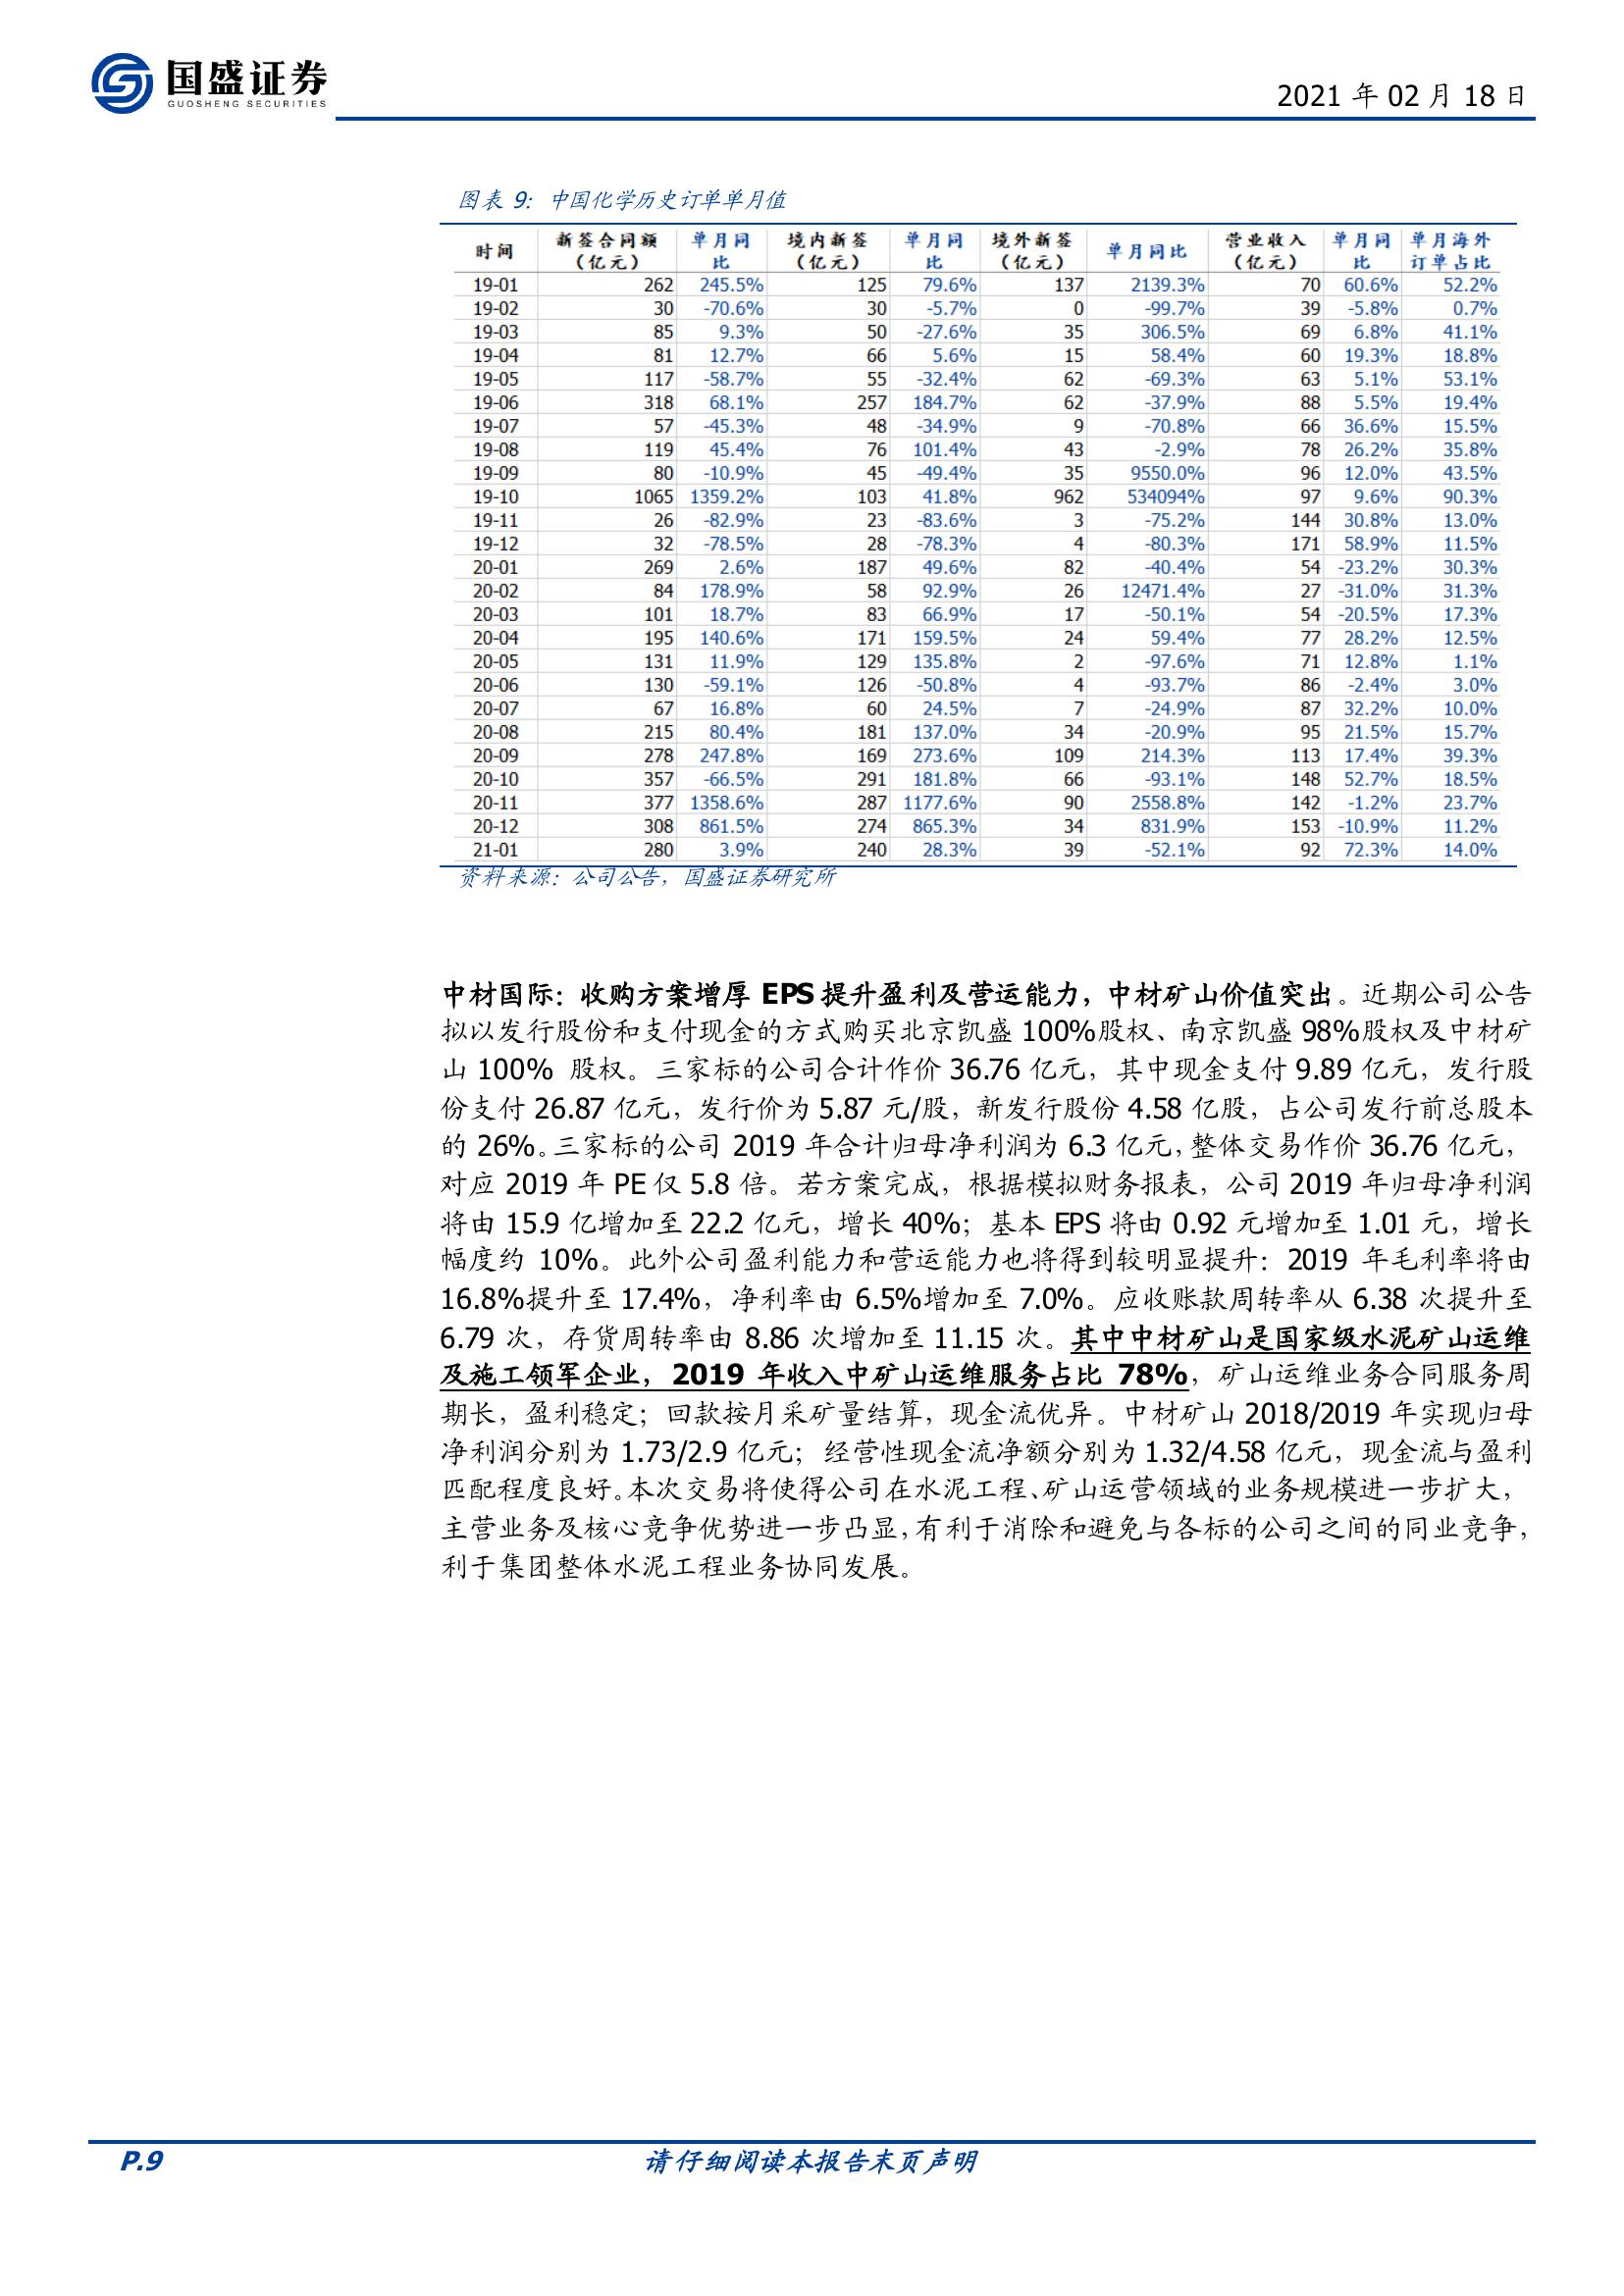 国盛证券
GUOSHENG SECURITIES
2021 年 02 月 18 日
图表 9: 中国化学历史订单单月值
时间 新签合同额（亿元） 单月同比 境内新签（亿元） 单月同比 境外新签（亿元） 单月同比 营业收入（亿元） 单月同比 单月海外订单占比
19-01 262 245.5% 125 79.6% 137 2139.3% 70 60.6% 52.2%
19-02 30 -70.6% 30 -5.7% 0 -99.7% 39 -5.8% 0.7%
19-03 85 9.3% 50 -27.6% 35 306.5% 69 6.8% 41.1%
19-04 81 12.7% 66 5.6% 15 58.4% 60 19.3% 18.8%
19-05 117 -58.7% 55 -32.4% 62 -69.3% 63 5.1% 53.1%
19-06 318 68.1% 257 184.7% 62 -37.9% 88 5.5% 19.4%
19-07 57 -45.3% 48 -34.9% 9 -70.8% 66 36.6% 15.5%
19-08 119 45.4% 76 101.4% 43 -2.9% 78 26.2% 35.8%
19-09 80 -10.9% 45 -49.4% 35 9550.0% 96 12.0% 43.5%
19-10 1065 1359.2% 103 41.8% 962 534094% 97 9.6% 90.3%
19-11 26 -82.9% 23 -83.6% 3 -75.2% 144 30.8% 13.0%
19-12 32 -78.5% 28 -78.3% 4 -80.3% 171 58.9% 11.5%
20-01 269 2.6% 187 49.6% 82 -40.4% 54 -23.2% 30.3%
20-02 84 178.9% 58 92.9% 26 12471.4% 27 -31.0% 31.3%
20-03 101 18.7% 83 66.9% 17 -50.1% 54 -20.5% 17.3%
20-04 195 140.6% 171 159.5% 24 59.4% 77 28.2% 12.5%
20-05 131 11.9% 129 135.8% 2 -97.6% 71 12.8% 1.1%
20-06 130 -59.1% 126 -50.8% 4 -93.7% 86 -2.4% 3.0%
20-07 67 16.8% 60 24.5% 7 -24.9% 87 32.2% 10.0%
20-08 215 80.4% 181 137.0% 34 -20.9% 95 21.5% 15.7%
20-09 278 247.8% 169 273.6% 109 214.3% 113 17.4% 39.3%
20-10 357 -66.5% 291 181.8% 66 -93.1% 148 52.7% 18.5%
20-11 377 1358.6% 287 1177.6% 90 2558.8% 142 -1.2% 23.7%
20-12 308 861.5% 274 865.3% 34 831.9% 153 -10.9% 11.2%
21-01 280 3.9% 240 28.3% 39 -52.1% 92 72.3% 14.0%
资料来源：公司公告，国盛证券研究所
中材国际：收购方案增厚 EPS 提升盈利及营运能力，中材矿山价值突出。近期公司公告
拟以发行股份和支付现金的方式购买北京凯盛 100%股权、南京凯盛 98%股权及中材矿
山 100% 股权。三家标的公司合计作价 36.76 亿元，其中现金支付 9.89 亿元，发行股
份支付 26.87 亿元，发行价为 5.87 元/股，新发行股份 4.58 亿股，占公司发行前总股本
的 26%。三家标的公司 2019 年合计归母净利润为 6.3 亿元，整体交易作价 36.76 亿元，
对应 2019 年 PE 仅 5.8 倍。若方案完成，根据模拟财务报表，公司 2019 年归母净利润
将由 15.9 亿增加至 22.2 亿元，增长 40%；基本 EPS 将由 0.92 元增加至 1.01 元，增长
幅度约 10%。此外公司盈利能力和营运能力也将得到较明显提升：2019 年毛利率将由
16.8%提升至 17.4%，净利率由 6.5%增加至 7.0%。应收账款周转率从 6.38 次提升至
6.79 次，存货周转率由 8.86 次增加至 11.15 次。其中中材矿山是国家级水泥矿山运维
及施工领军企业，2019 年收入中矿山运维服务占比 78%，矿山运维业务合同服务周
期长，盈利稳定；回款按月采矿量结算，现金流优异。中材矿山 2018/2019 年实现归母
净利润分别为 1.73/2.9 亿元；经营性现金流净额分别为 1.32/4.58 亿元，现金流与盈利
匹配程度良好。本次交易将使得公司在水泥工程、矿山运营领域的业务规模进一步扩大，
主营业务及核心竞争优势进一步凸显，有利于消除和避免与各标的公司之间的同业竞争，
利于集团整体水泥工程业务协同发展。
P.9 请仔细阅读本报告末页声明